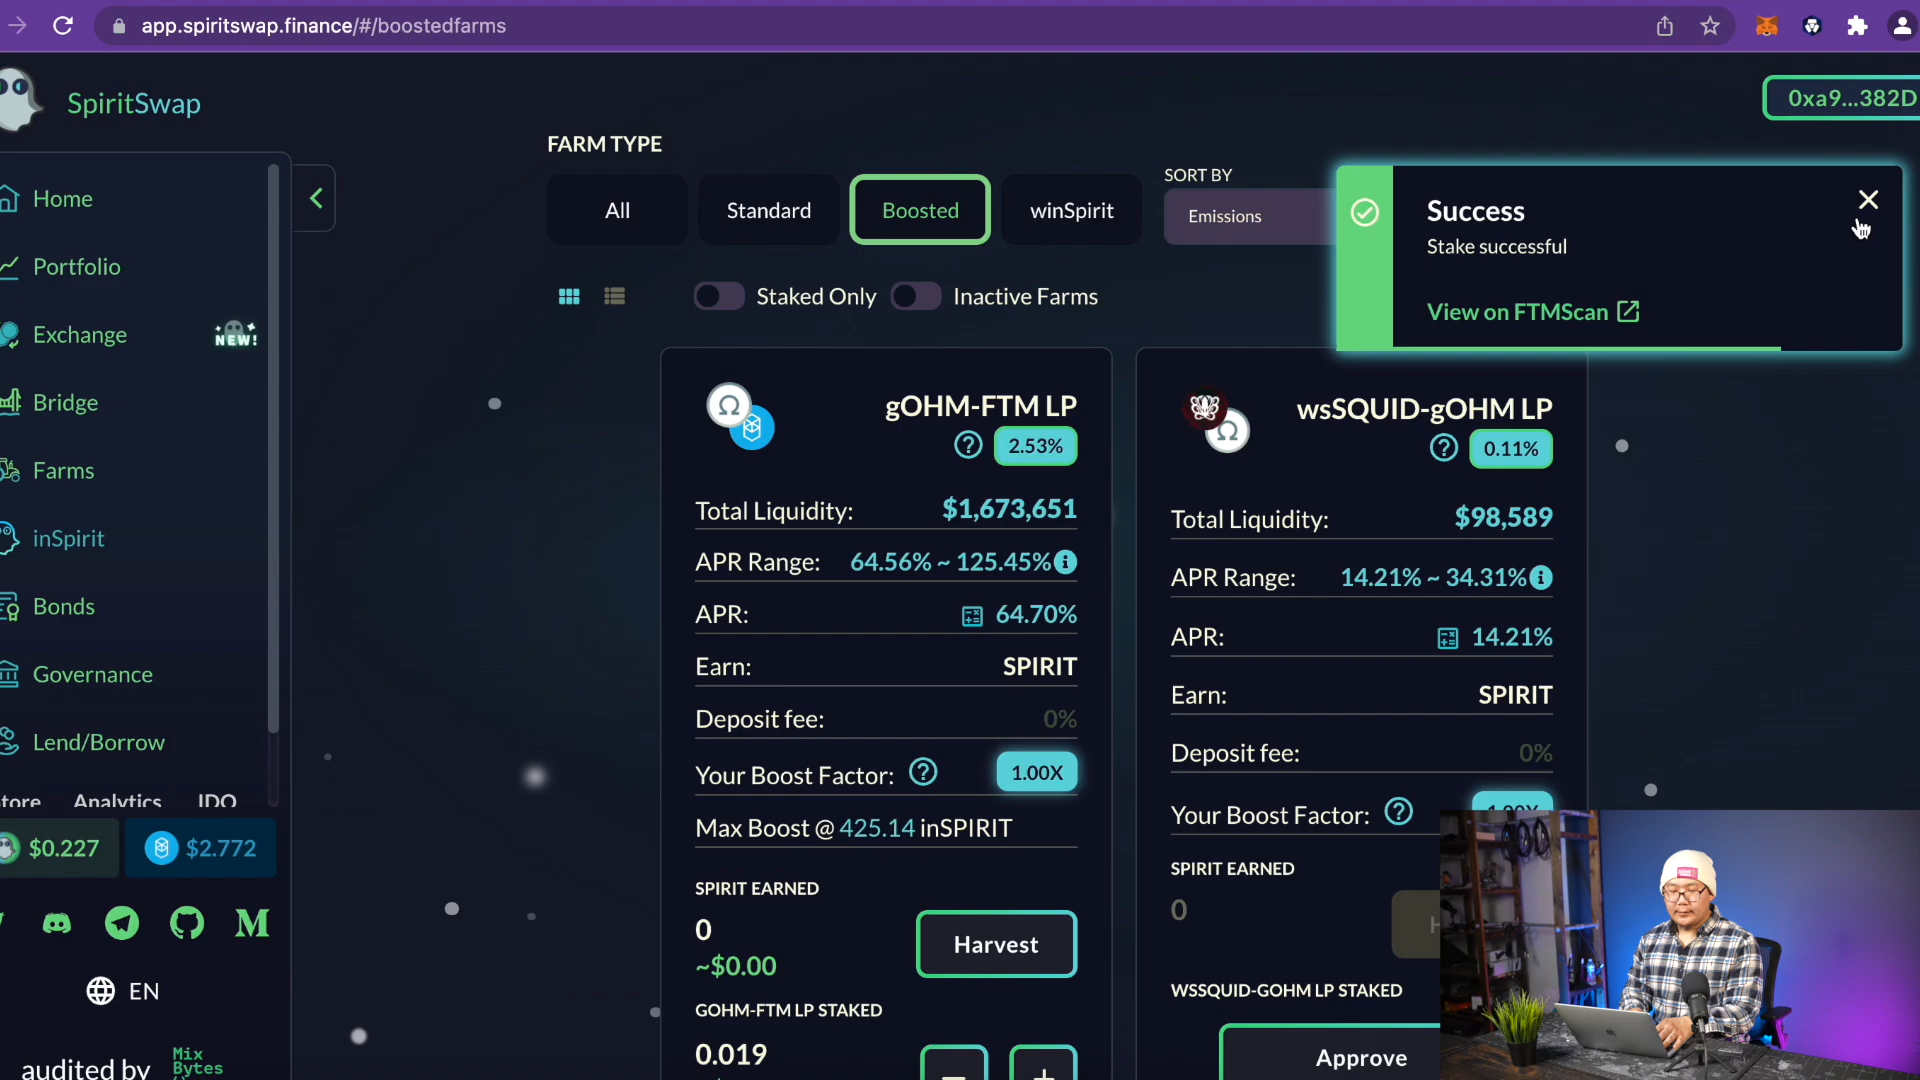 app.spiritswap.finance/#/boostedfarms
SpiritSwap
0xa9...382D
Home
Portfolio
Exchange
NEW!
Bridge
Farms
inSpirit
Bonds
Governance
Lend/Borrow
Analytics
IDO
$0.227
$2.772
EN
audited by
Mix
Bytes
FARM TYPE
All
Standard
Boosted
winSpirit
SORT BY
Emissions
Staked Only
Inactive Farms
Success
Stake successful
View on FTMScan
gOHM-FTM LP
2.53%
Total Liquidity: $1,673,651
APR Range: 64.56% ~ 125.45%
APR: 64.70%
Earn: SPIRIT
Deposit fee: 0%
Your Boost Factor: 1.00X
Max Boost @ 425.14 inSPIRIT
SPIRIT EARNED
0
~$0.00
Harvest
GOHM-FTM LP STAKED
0.019
wsSQUID-gOHM LP
0.11%
Total Liquidity: $98,589
APR Range: 14.21% ~ 34.31%
APR: 14.21%
Earn: SPIRIT
Deposit fee: 0%
Your Boost Factor:
SPIRIT EARNED
0
WSSQUID-GOHM LP STAKED
Approve